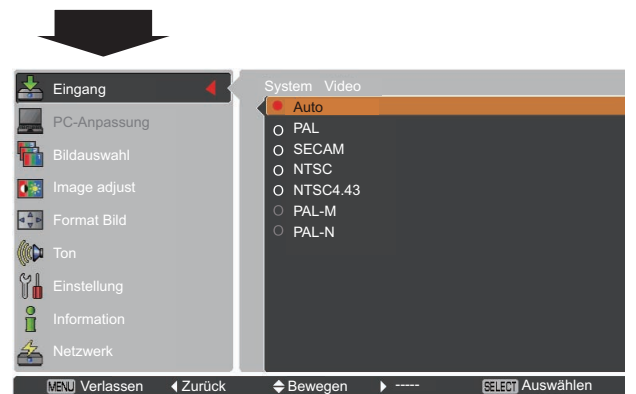 Eingang
PC-Anpassung
Bildauswahl
Image adjust
Format Bild
Ton
Einstellung
Information
Netzwerk
System Video
Auto
PAL
SECAM
NTSC
NTSC4.43
PAL-M
PAL-N
MENU Verlassen Zurück Bewegen ----- SELECT Auswählen